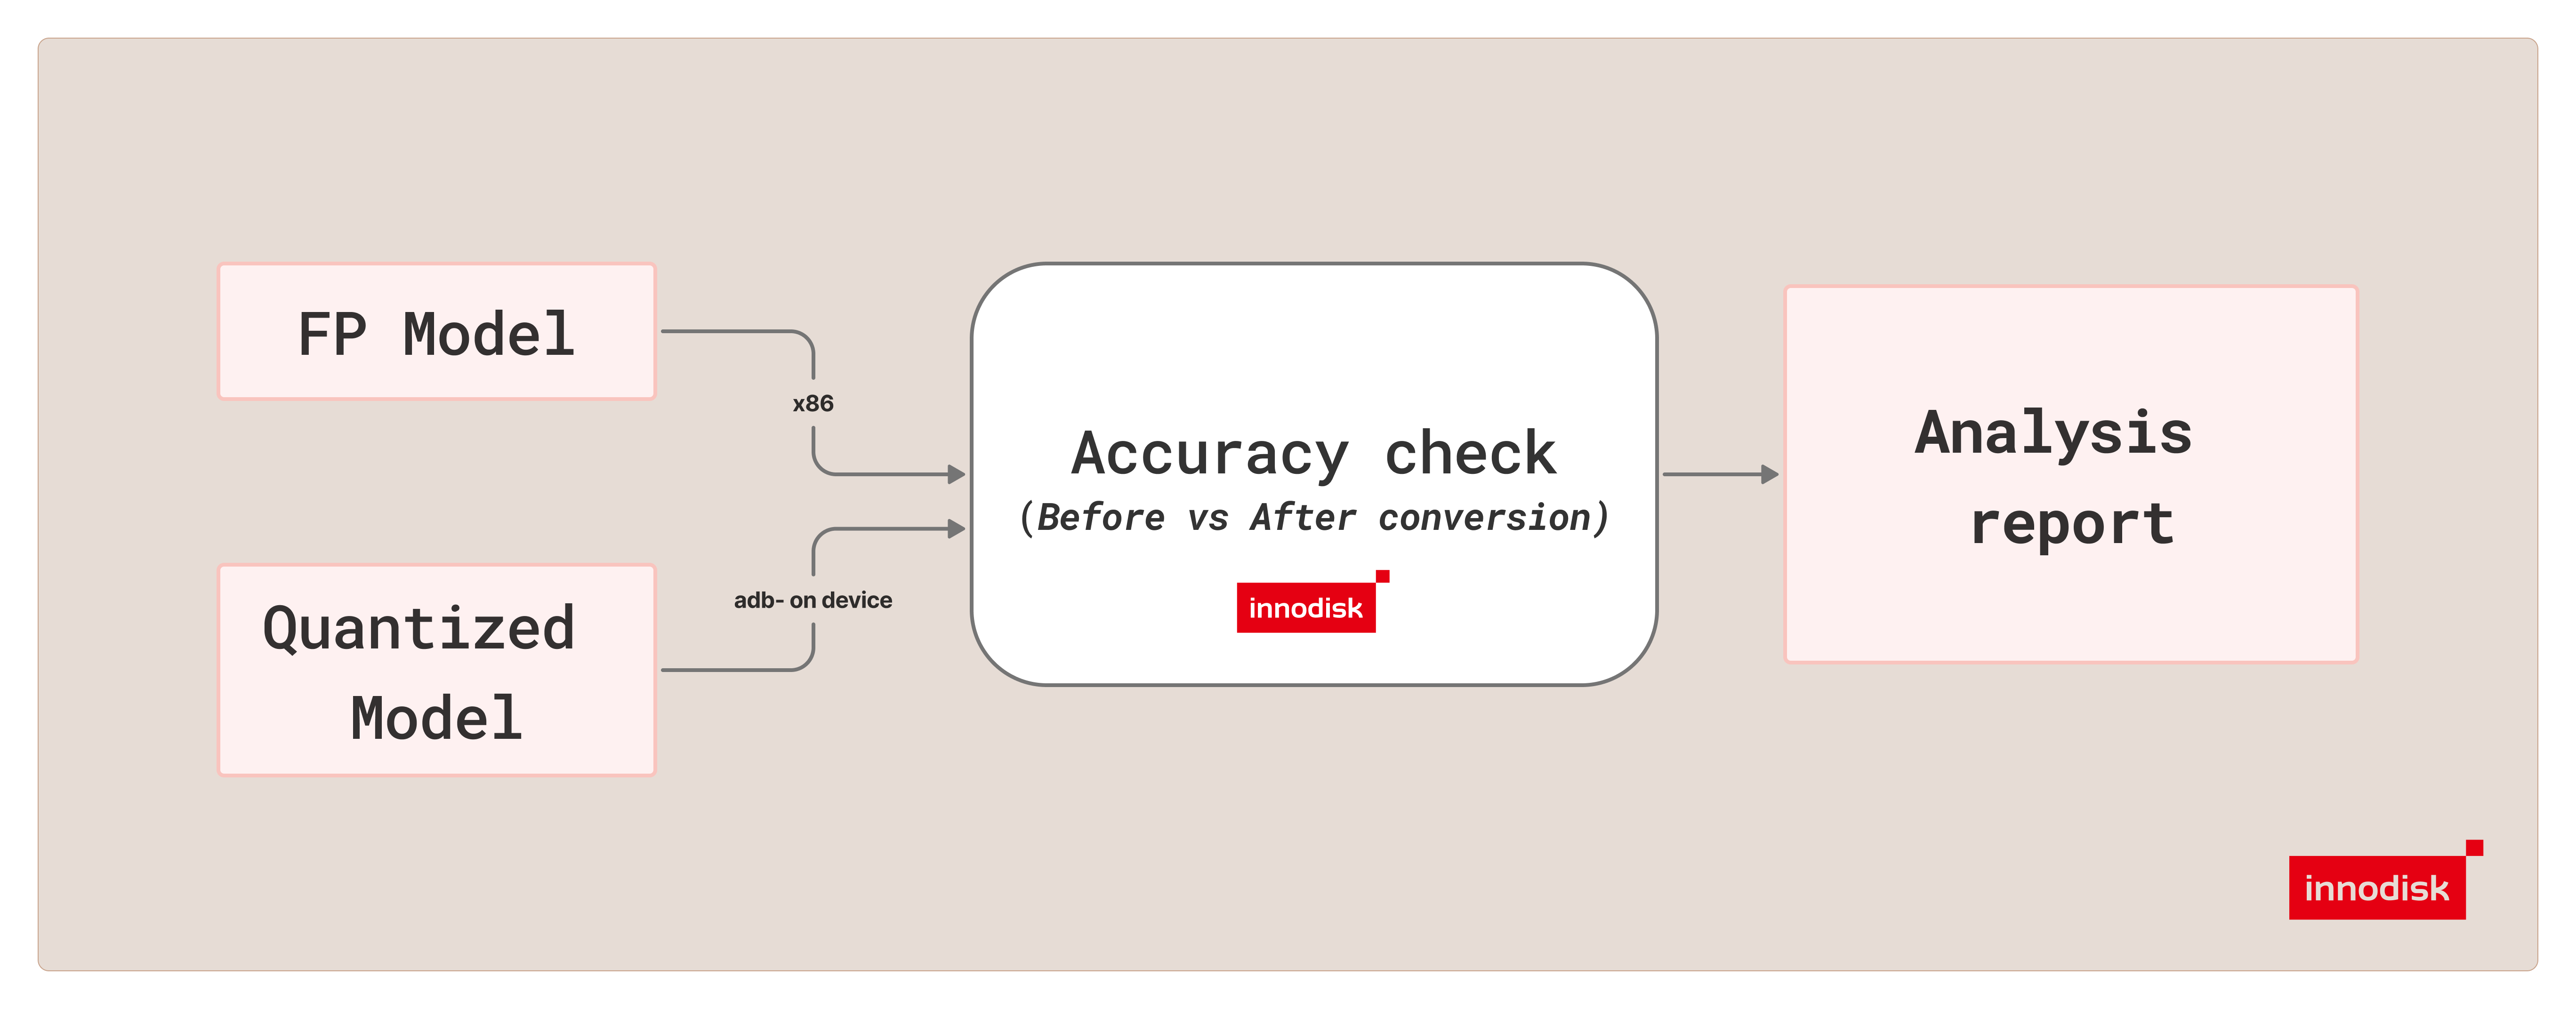 FP Model
x86
Quantized
Model
adb- on device
Accuracy check
(Before vs After conversion)
innodisk
Analysis
report
innodisk